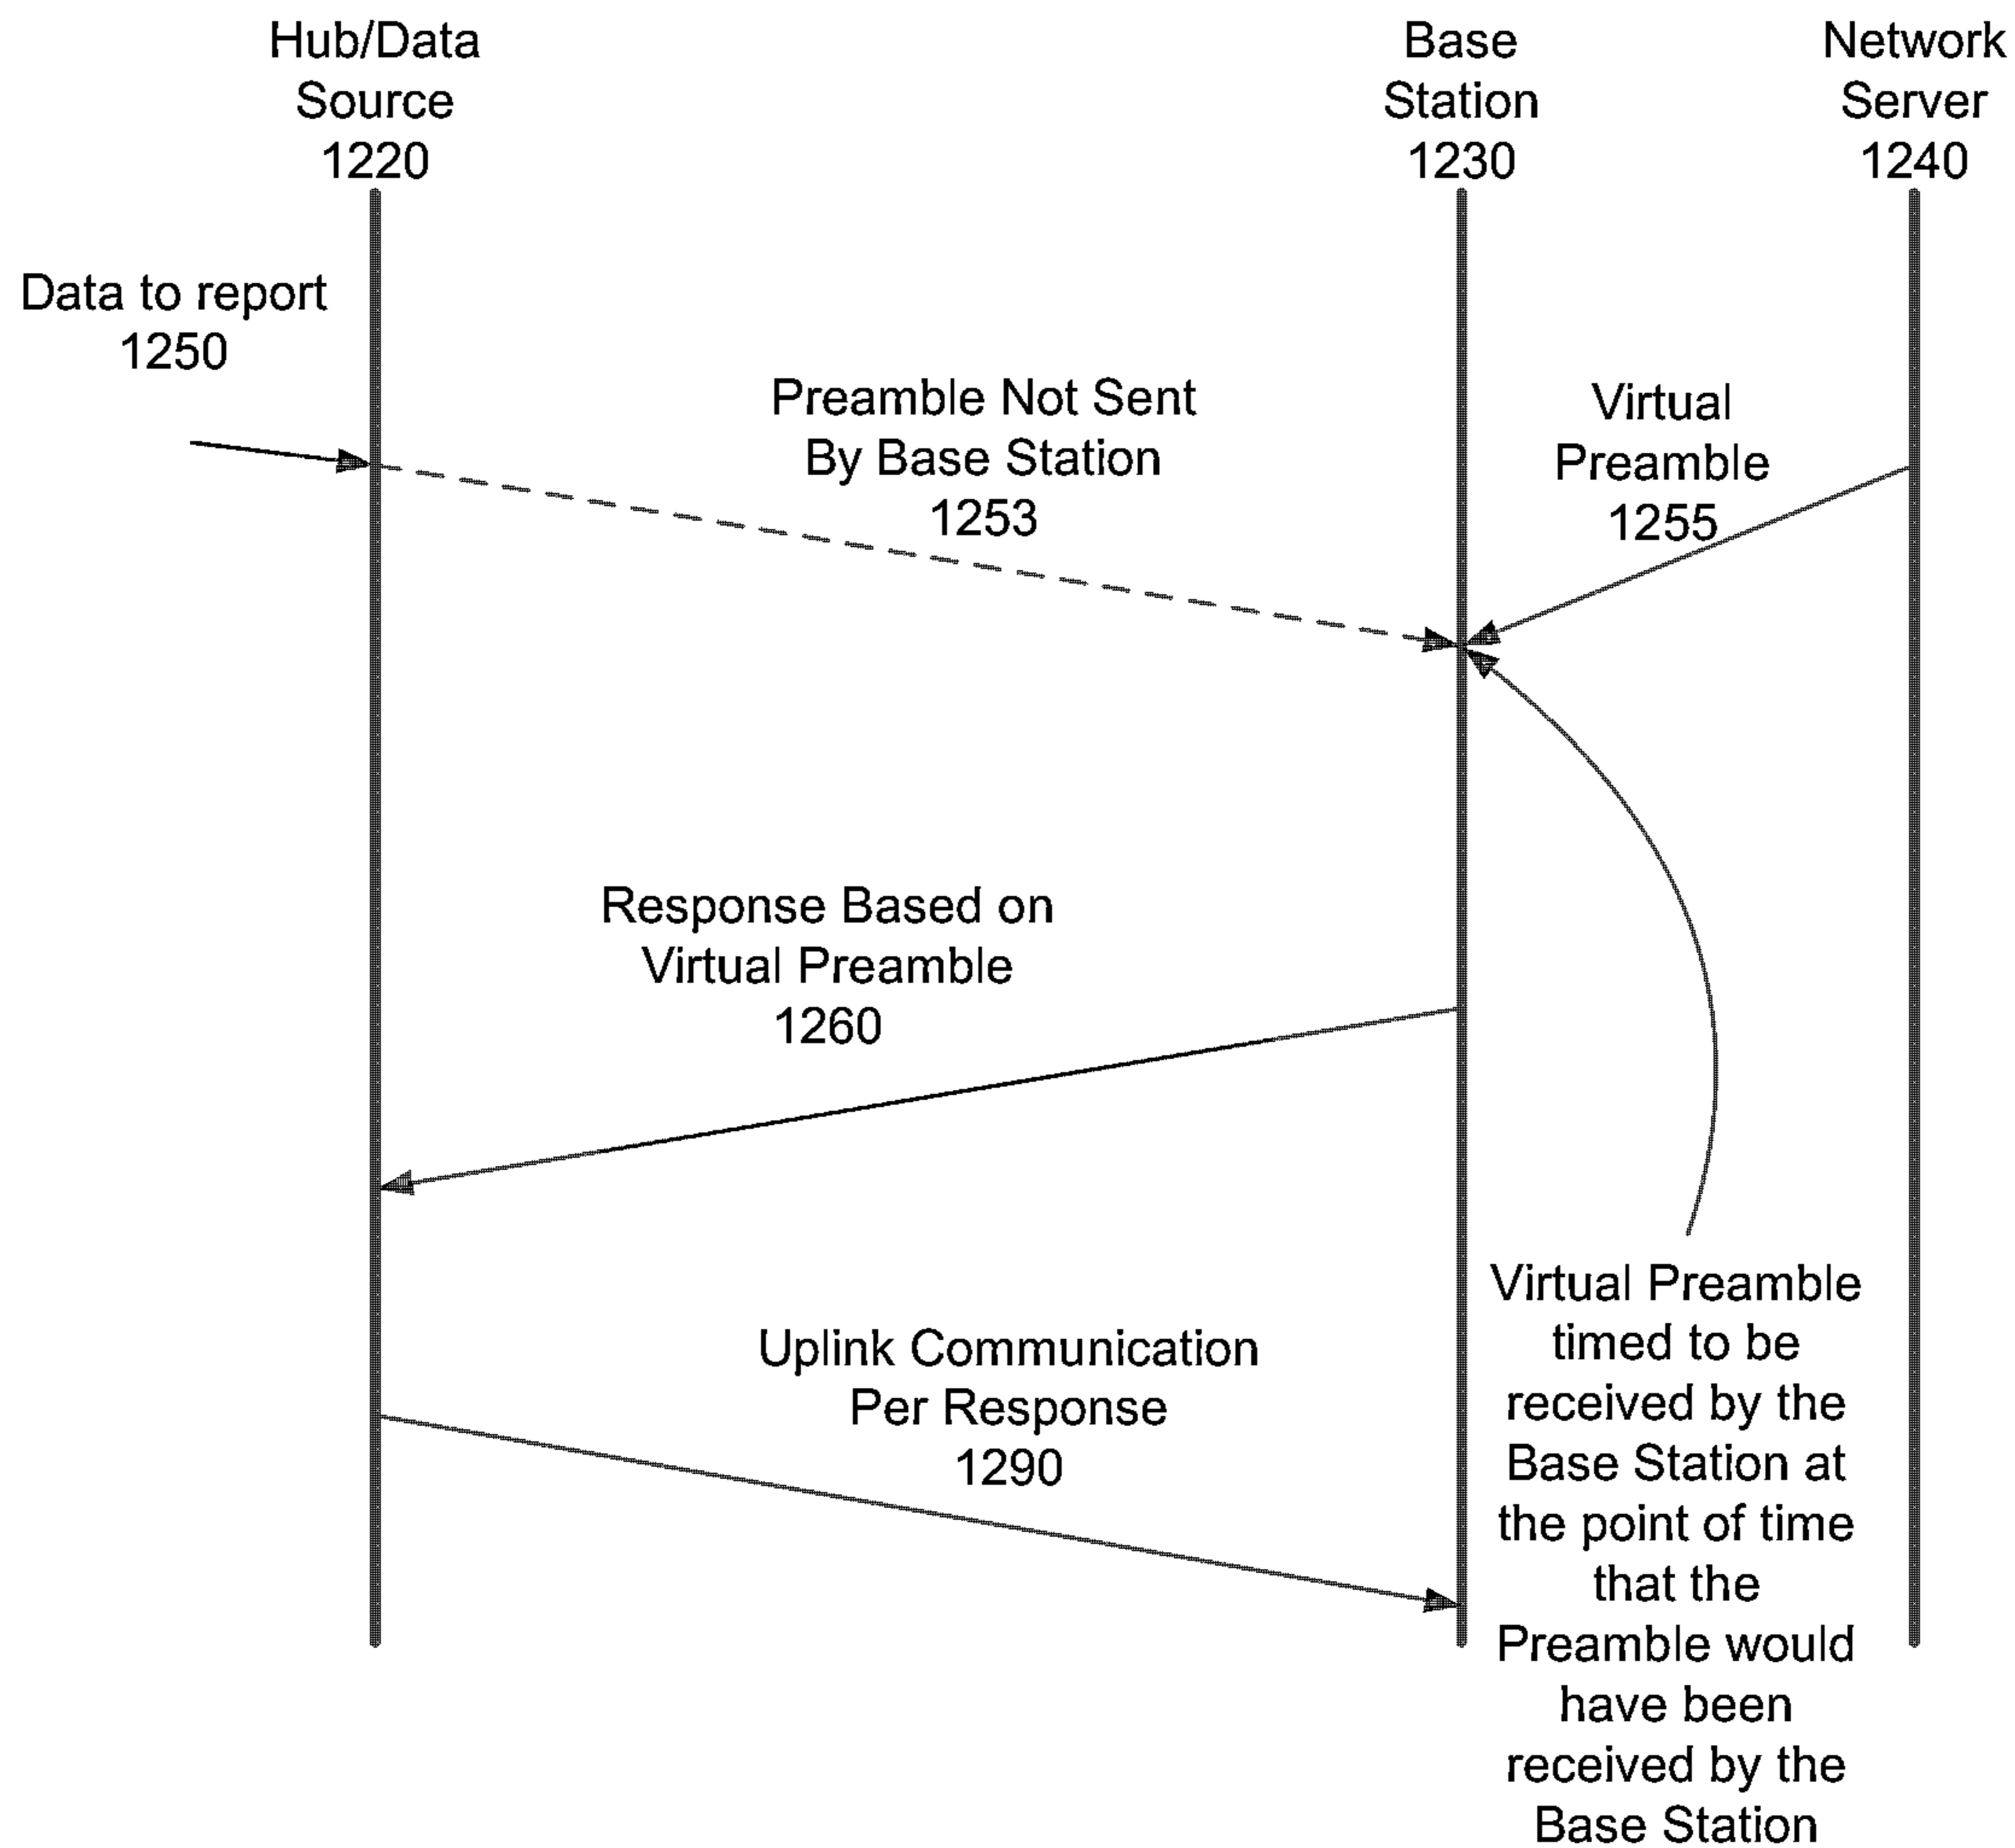 Hub/Data
Source
1220
Base
Station
1230
Network
Server
1240
Data to report
1250
Preamble Not Sent
By Base Station
1253
Virtual
Preamble
1255
Response Based on
Virtual Preamble
1260
Uplink Communication
Per Response
1290
Virtual Preamble
timed to be
received by the
Base Station at
the point of time
that the
Preamble would
have been
received by the
Base Station